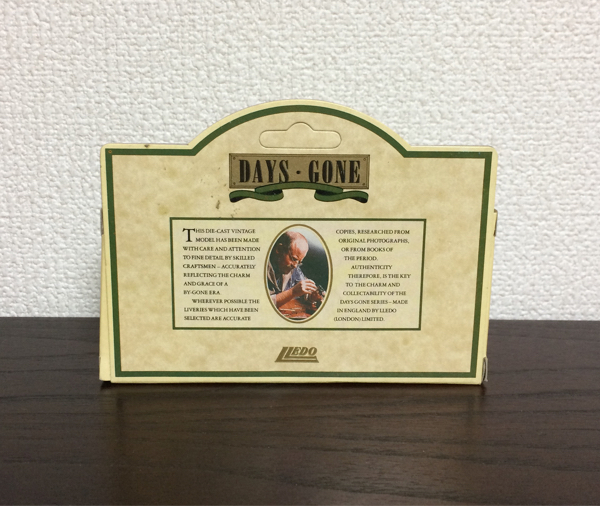 DAYS · GONE
THIS DIE-CAST VINTAGE
MODEL HAS BEEN MADE
WITH CARE AND ATTENTION
TO FINE DETAIL BY SKILLED
CRAFTSMEN – ACCURATELY
REFLECTING THE CHARM
AND GRACE OF A
BY-GONE ERA.
WHEREVER POSSIBLE THE
LIVERIES WHICH HAVE BEEN
SELECTED ARE ACCURATE
COPIES, RESEARCHED FROM
ORIGINAL PHOTOGRAPHS,
OR FROM BOOKS OF
THE PERIOD.
AUTHENTICITY
THEREFORE, IS THE KEY
TO THE CHARM AND
COLLECTABILITY OF THE
DAYS GONE SERIES – MADE
IN ENGLAND BY LLEDO
(LONDON) LIMITED.
LLEDO